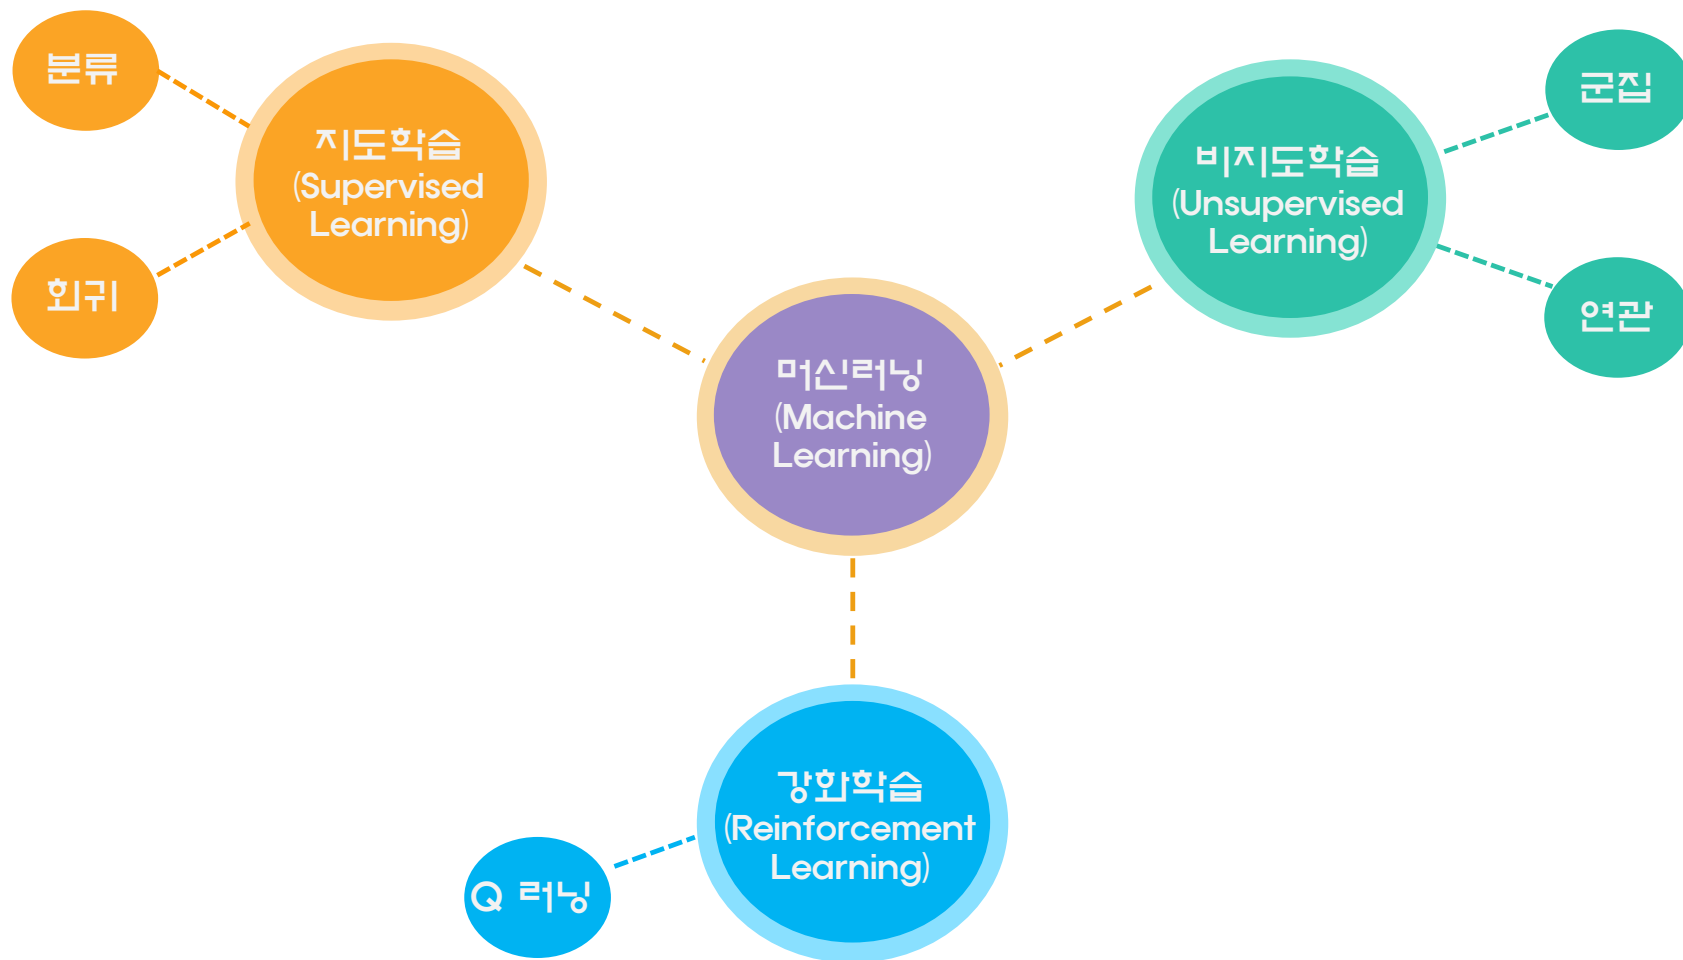 분류
지도학습
(Supervised
Learning)
회귀
비지도학습
(Unsupervised
Learning)
군집
연관
머신러닝
(Machine
Learning)
강화학습
(Reinforcement
Learning)
Q 러닝